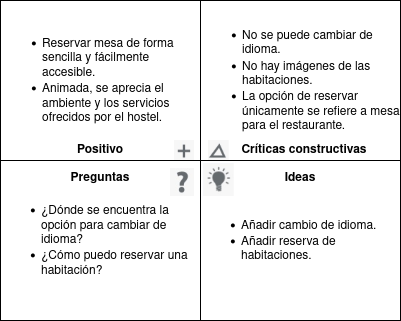 • Reservar mesa de forma
sencilla y fácilmente
accesible.
• Animada, se aprecia el
ambiente y los servicios
ofrecidos por el hostel.
Positivo
• No se puede cambiar de
idioma.
• No hay imágenes de las
habitaciones.
• La opción de reservar
únicamente se refiere a mesa
para el restaurante.
Críticas constructivas
Preguntas
• ¿Dónde se encuentra la
opción para cambiar de
idioma?
• ¿Cómo puedo reservar una
habitación?
Ideas
• Añadir cambio de idioma.
• Añadir reserva de
habitaciones.